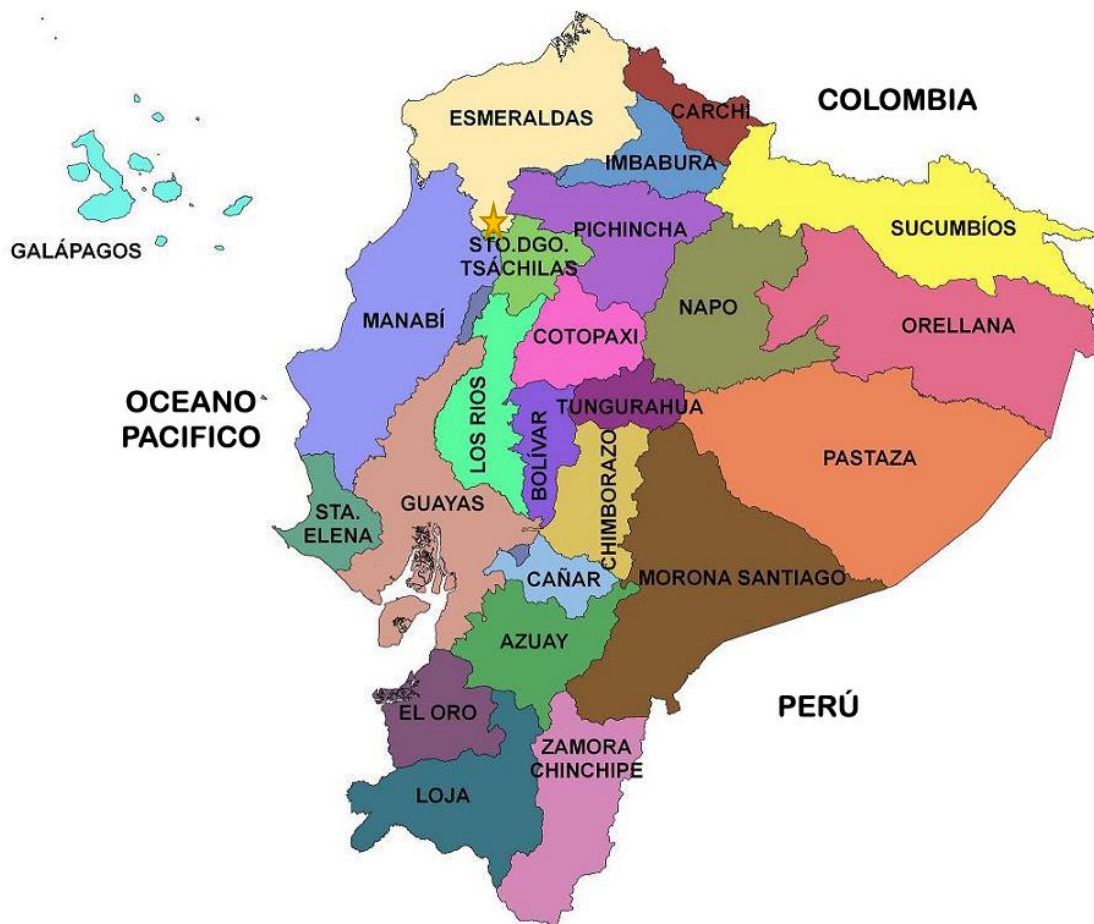 COLOMBIA
CARCHÍ
ESMERALDAS
IMBABURA
SUCUMBÍOS
PICHINCHA
GALÁPAGOS
STO.DGO.
TSÁCHILAS
NAPO
MANABÍ
ORELLANA
COTOPAXI
OCEANO
PACIFICO
TUNGURAHUA
LOS RIOS
BOLÍVAR
CHIMBORAZO
PASTAZA
GUAYAS
STA.
ELENA
CAÑAR
MORONA SANTIAGO
AZUAY
PERÚ
EL ORO
ZAMORA
CHINCHIPE
LOJA